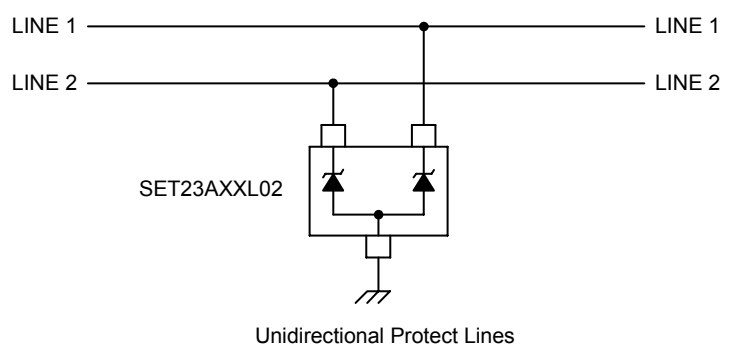 LINE 1 LINE 1
LINE 2 LINE 2
SET23AXXL02
Unidirectional Protect Lines